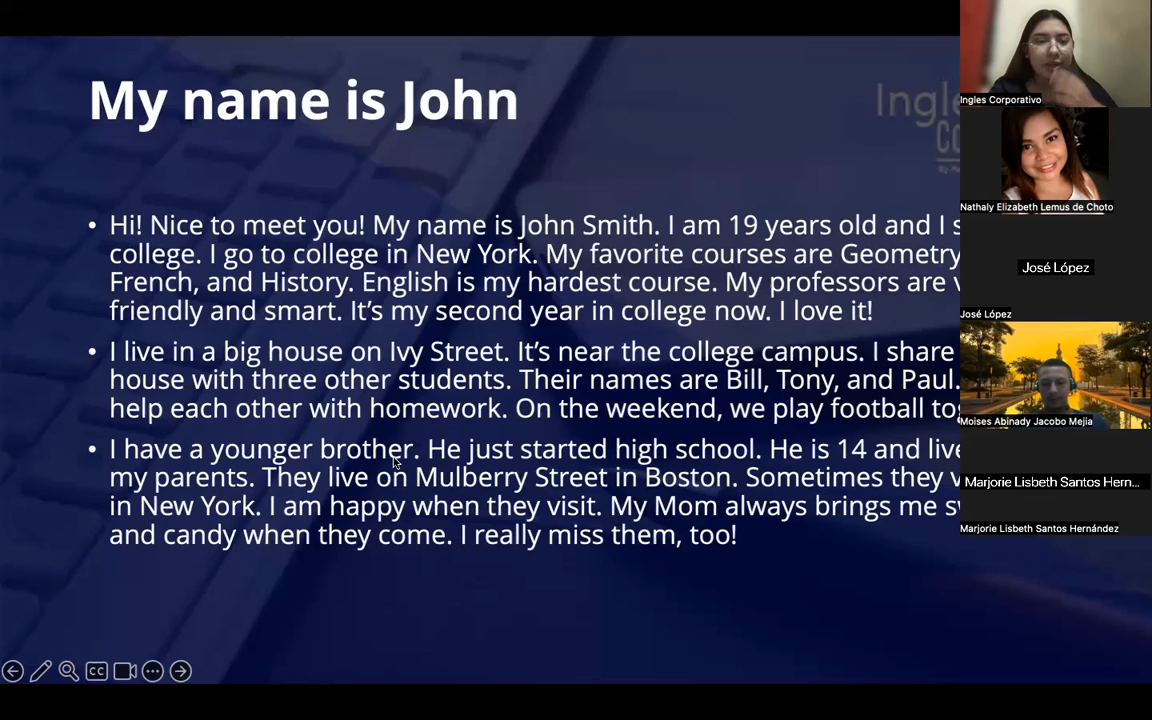 My name is John
Ingle
• Hi! Nice to meet you! My name is John Smith. I am 19 years old and I s
college. I go to college in New York. My favorite courses are Geometry
French, and History. English is my hardest course. My professors are v
friendly and smart. It’s my second year in college now. I love it!
• I live in a big house on Ivy Street. It’s near the college campus. I share
house with three other students. Their names are Bill, Tony, and Paul.
help each other with homework. On the weekend, we play football tog
• I have a younger brother. He just started high school. He is 14 and live
my parents. They live on Mulberry Street in Boston. Sometimes they v
in New York. I am happy when they visit. My Mom always brings me s
and candy when they come. I really miss them, too!
CC
Ingles Corporativo
Nathaly Elizabeth Lemus de Choto
José López
José López
Moises Abinady Jacobo Mejia
Marjorie Lisbeth Santos Hern...
Marjorie Lisbeth Santos Hernández